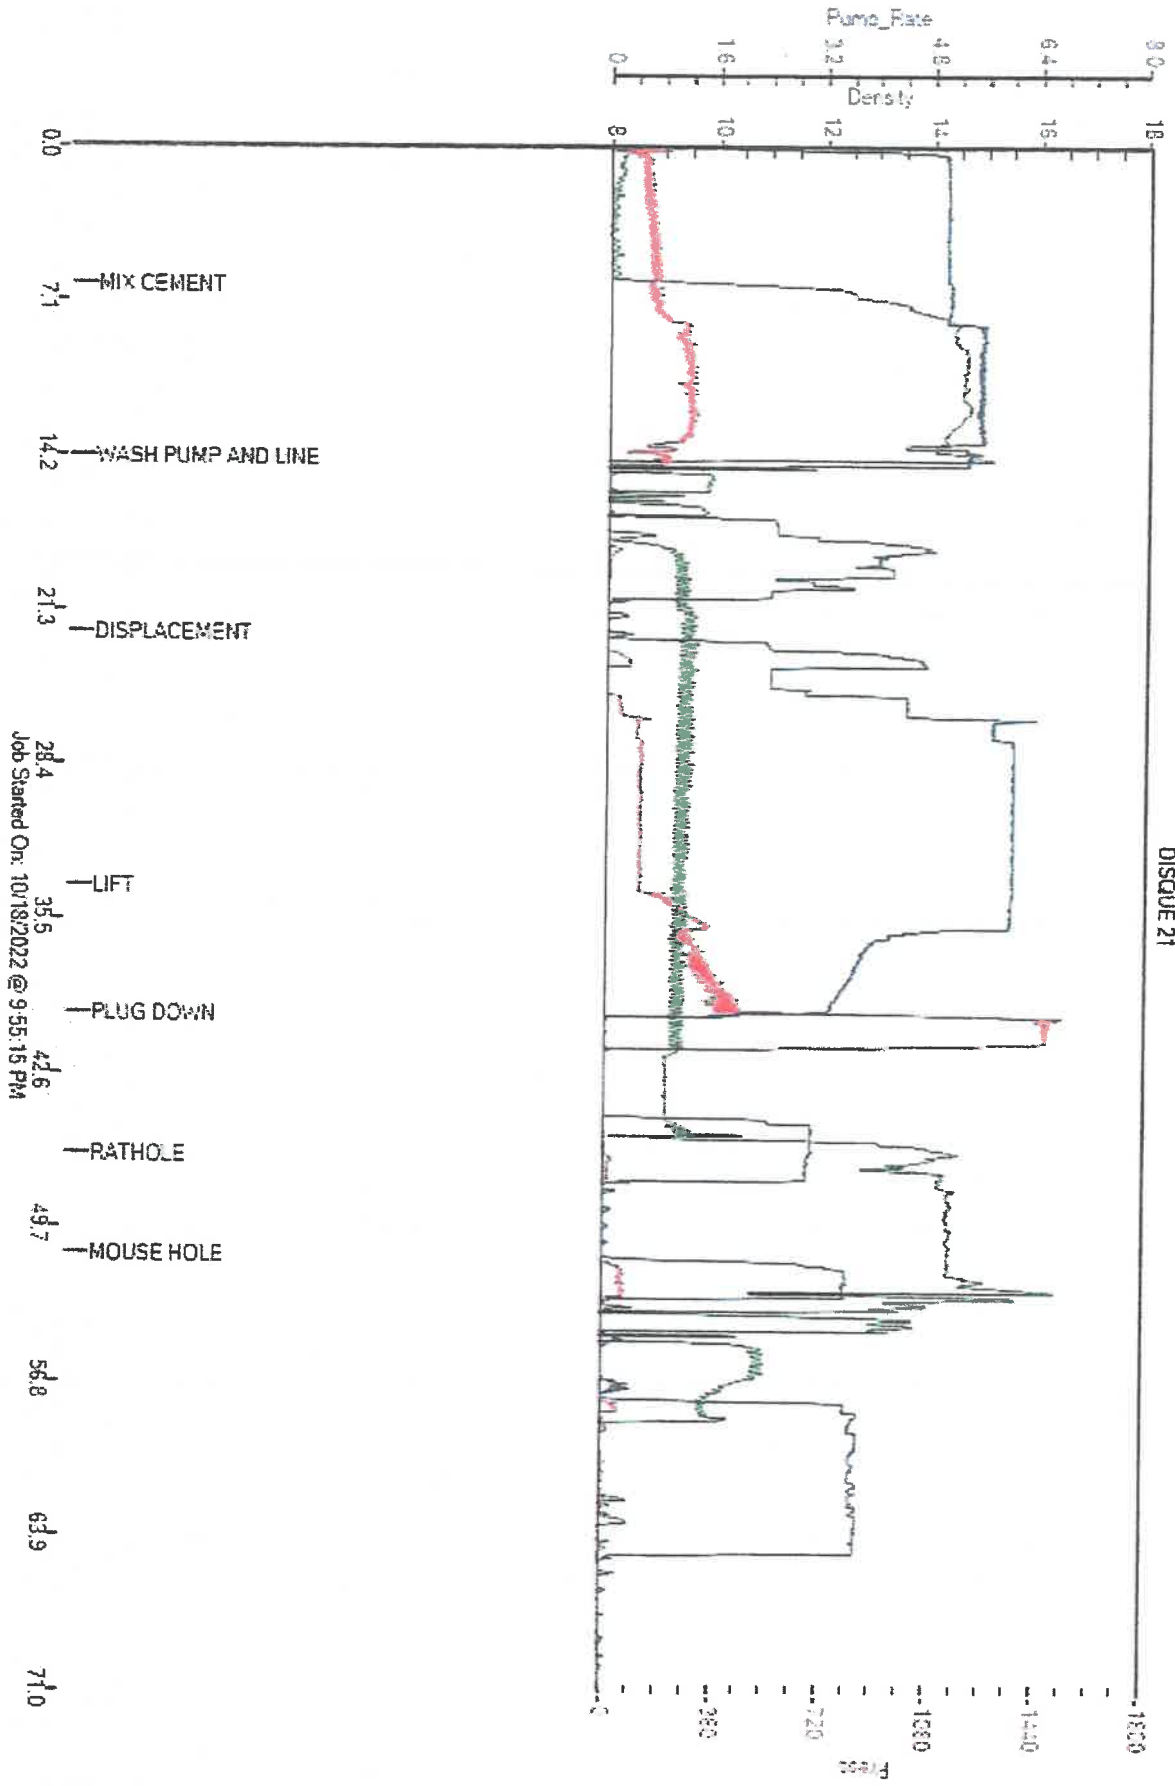 DISQUE 21
Pump_Rate
0
1.6
3.2
4.8
6.4
8.0
Density
8
10
12
14
16
18
Press
0
360
720
1080
1440
1800
MIX CEMENT
WASH PUMP AND LINE
DISPLACEMENT
LIFT
PLUG DOWN
RATHOLE
MOUSE HOLE
0.0
7.1
14.2
21.3
28.4
35.5
42.6
49.7
56.8
63.9
71.0
Job Started On: 10/18/2022 @ 9:55:15 PM